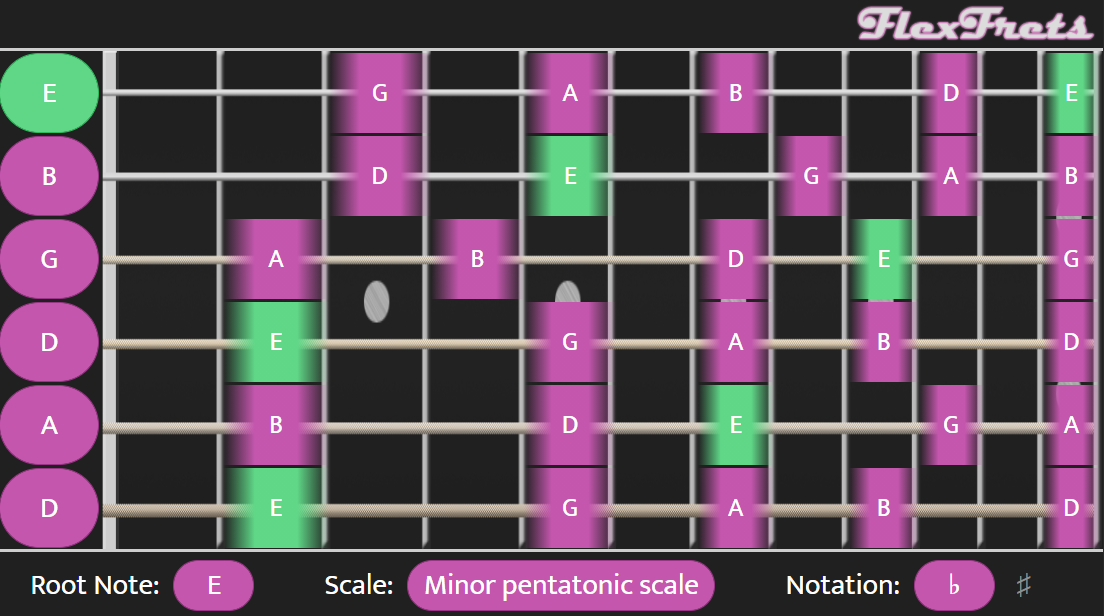 FlexFrets
E G A B D E
B D E G A B
G A B D E G
D E G A B D
A B D E G A
D E G A B D
Root Note: E Scale: Minor pentatonic scale Notation: ♭ ♯